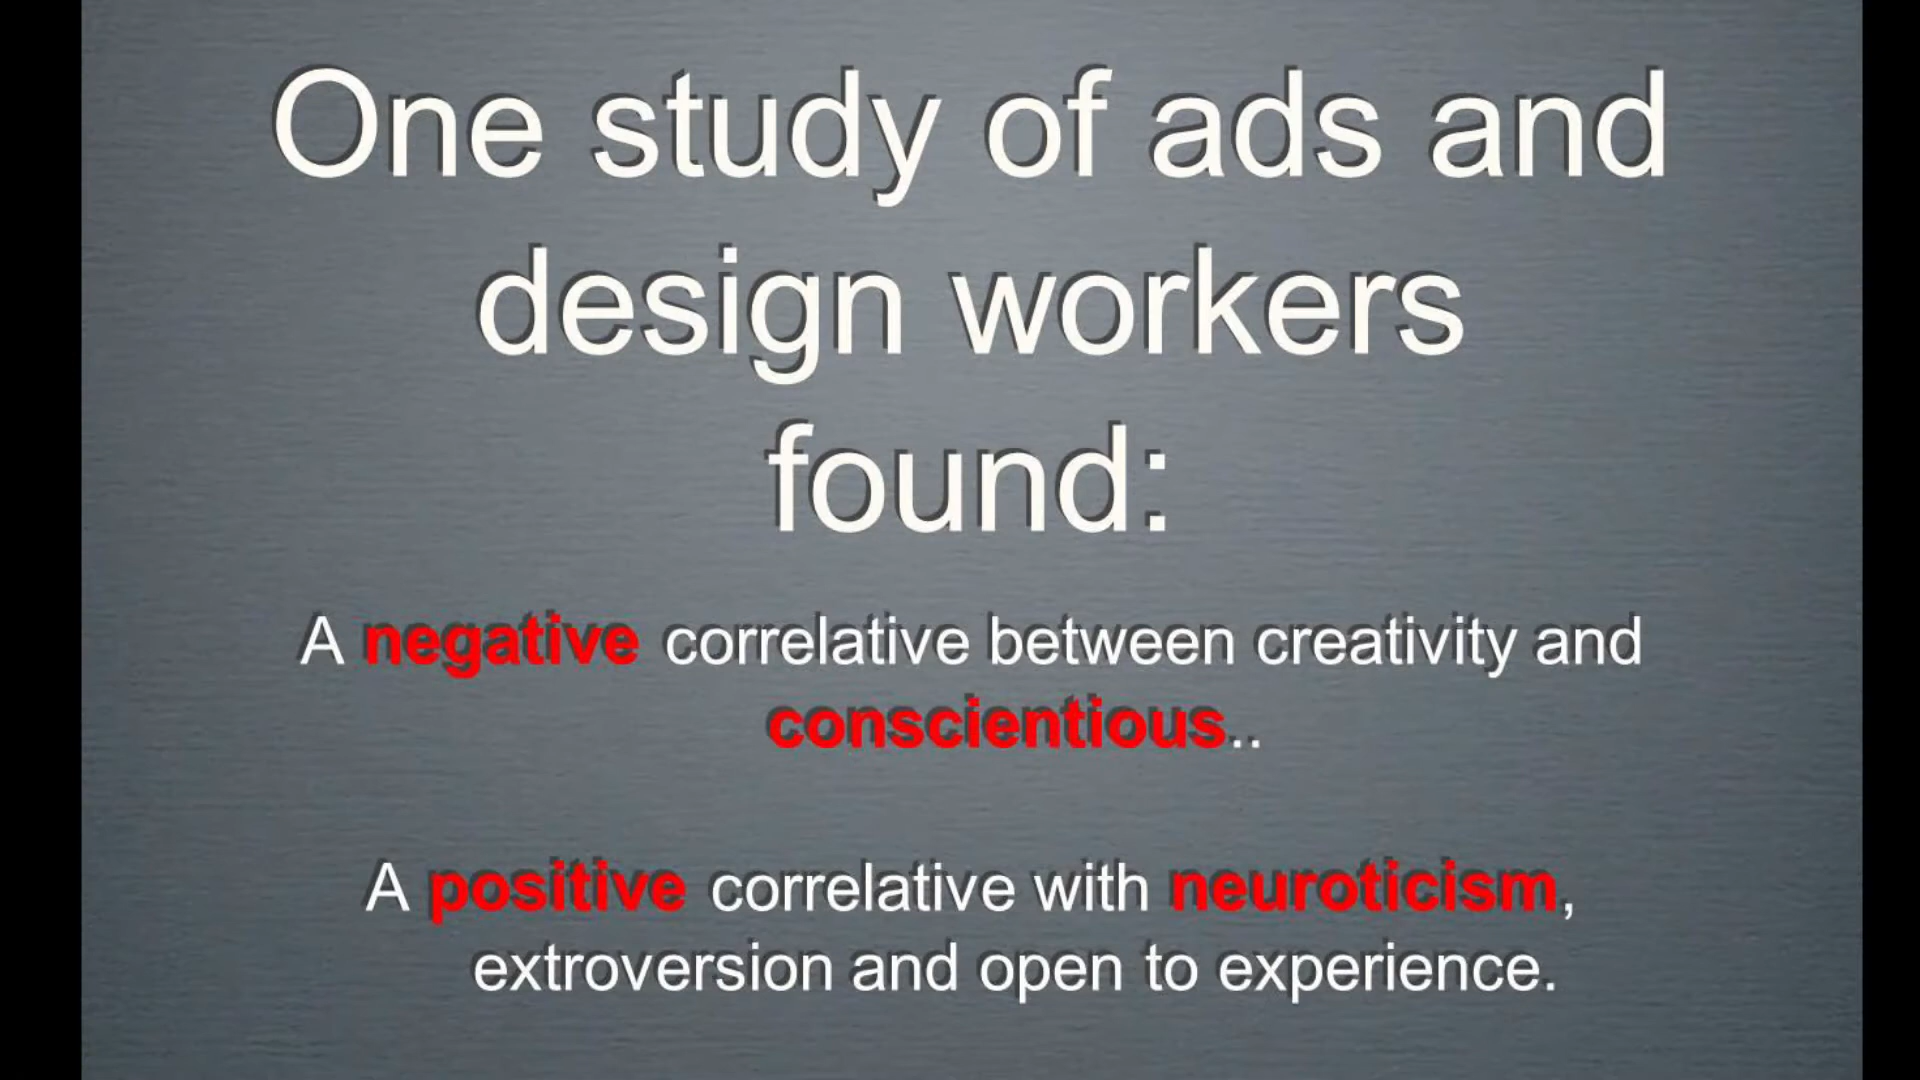 One study of ads and
design workers
found:
A negative correlative between creativity and
conscientious..
A positive correlative with neuroticism,
extroversion and open to experience.